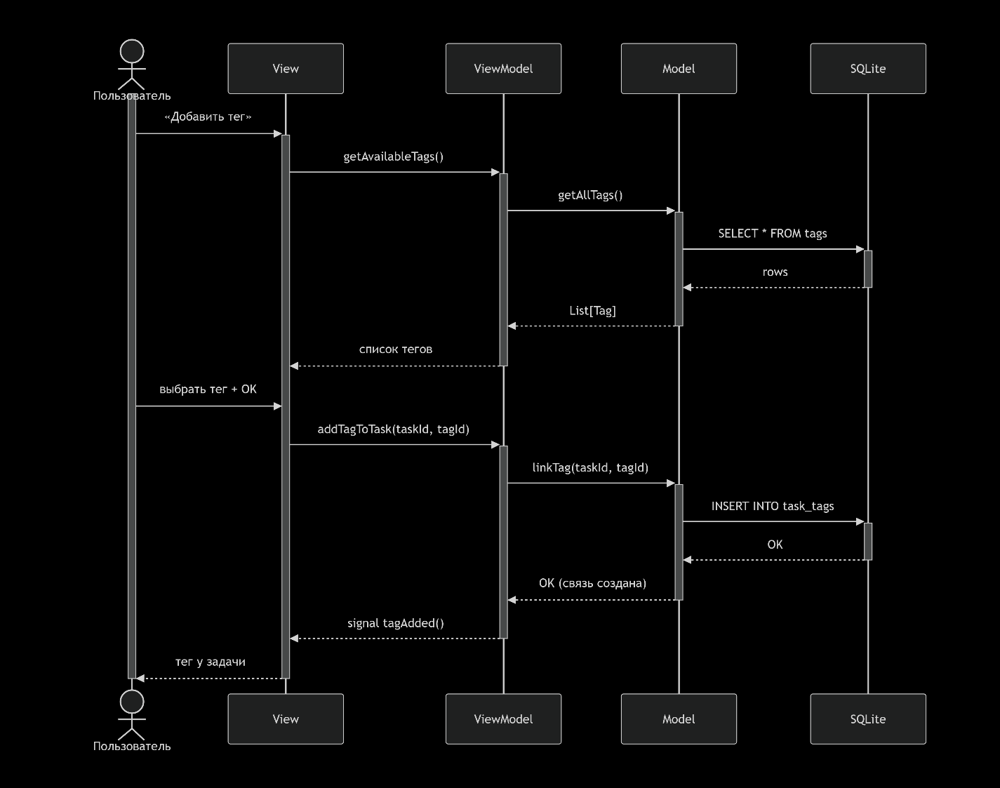 Пользователь
View
ViewModel
Model
SQLite
«Добавить тег»
getAvailableTags()
getAllTags()
SELECT * FROM tags
rows
List[Tag]
список тегов
выбрать тег + OK
addTagToTask(taskId, tagId)
linkTag(taskId, tagId)
INSERT INTO task_tags
OK
OK (связь создана)
signal tagAdded()
тег у задачи
Пользователь
View
ViewModel
Model
SQLite